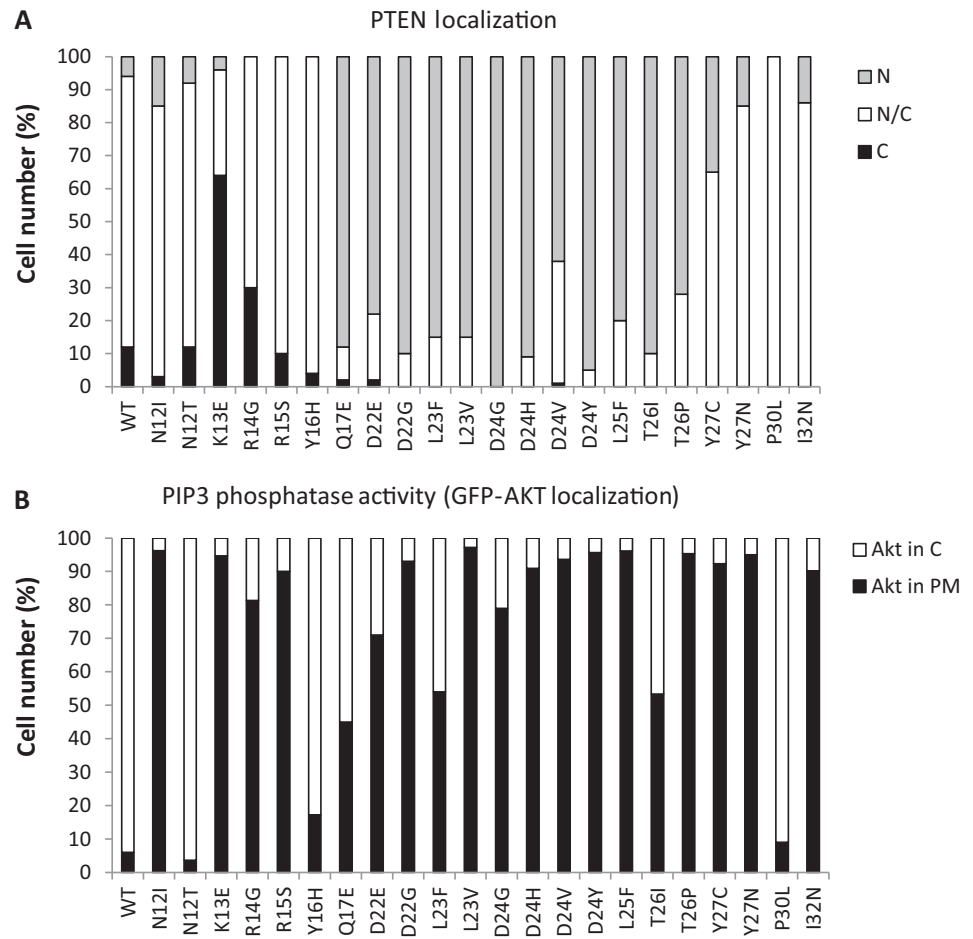 A
PTEN localization
Cell number (%)
100
90
80
70
60
50
40
30
20
10
0
WT
N12I
N12T
K13E
R14G
R15S
Y16H
Q17E
D22E
D22G
L23F
L23V
D24G
D24H
D24V
D24Y
L25F
T26I
T26P
Y27C
Y27N
P30L
I32N
N
N/C
C
B
PIP3 phosphatase activity (GFP-AKT localization)
Cell number (%)
100
90
80
70
60
50
40
30
20
10
0
WT
N12I
N12T
K13E
R14G
R15S
Y16H
Q17E
D22E
D22G
L23F
L23V
D24G
D24H
D24V
D24Y
L25F
T26I
T26P
Y27C
Y27N
P30L
I32N
Akt in C
Akt in PM